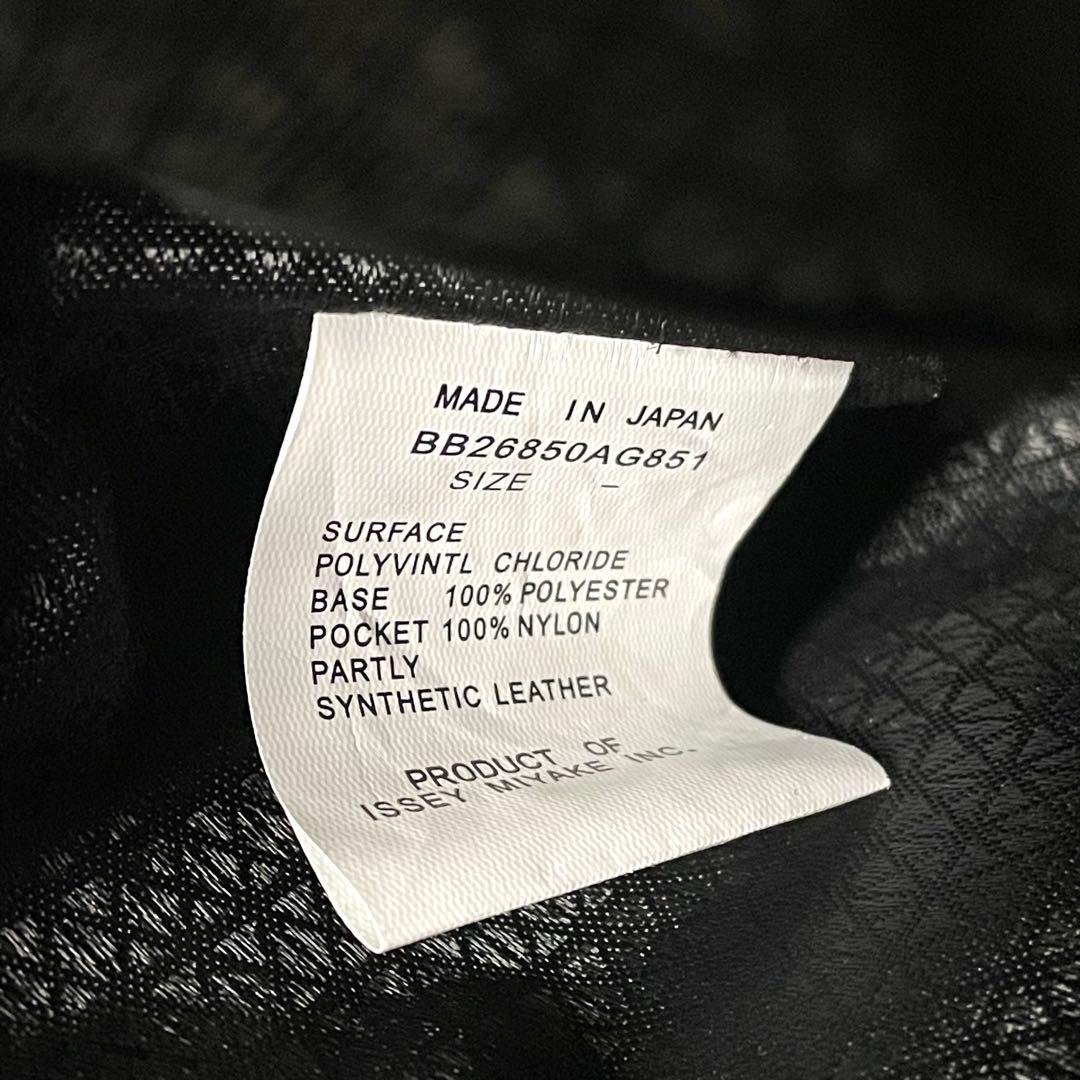 MADE IN JAPAN
BB26850AG851
SIZE –
SURFACE
POLYVINTL CHLORIDE
BASE 100% POLYESTER
POCKET 100% NYLON
PARTLY
SYNTHETIC LEATHER
PRODUCT OF
ISSEY MIYAKE INC.